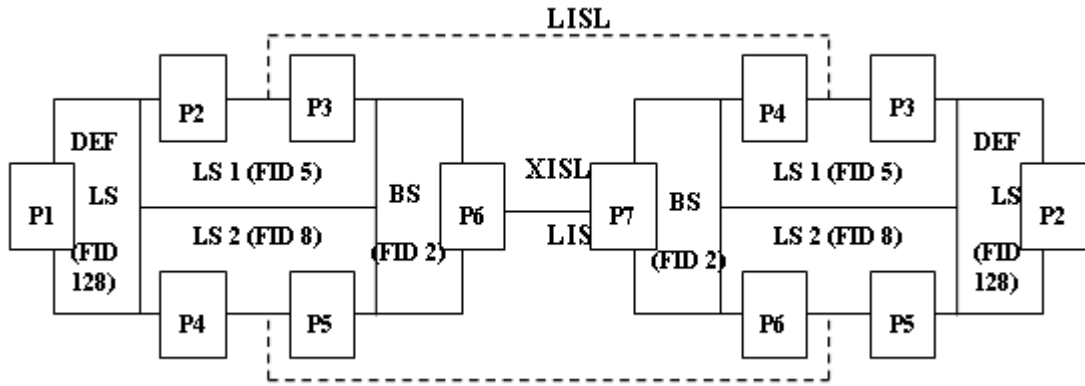 LISL
P2 P3 P4 P3
DEF DEF
LS 1 (FID 5) LS 1 (FID 5)
XISL
P1 LS BS P6 P7 BS LS P2
LIS
LS 2 (FID 8) LS 2 (FID 8)
(FID 128) (FID 2) (FID 2) (FID 128)
P4 P5 P6 P5